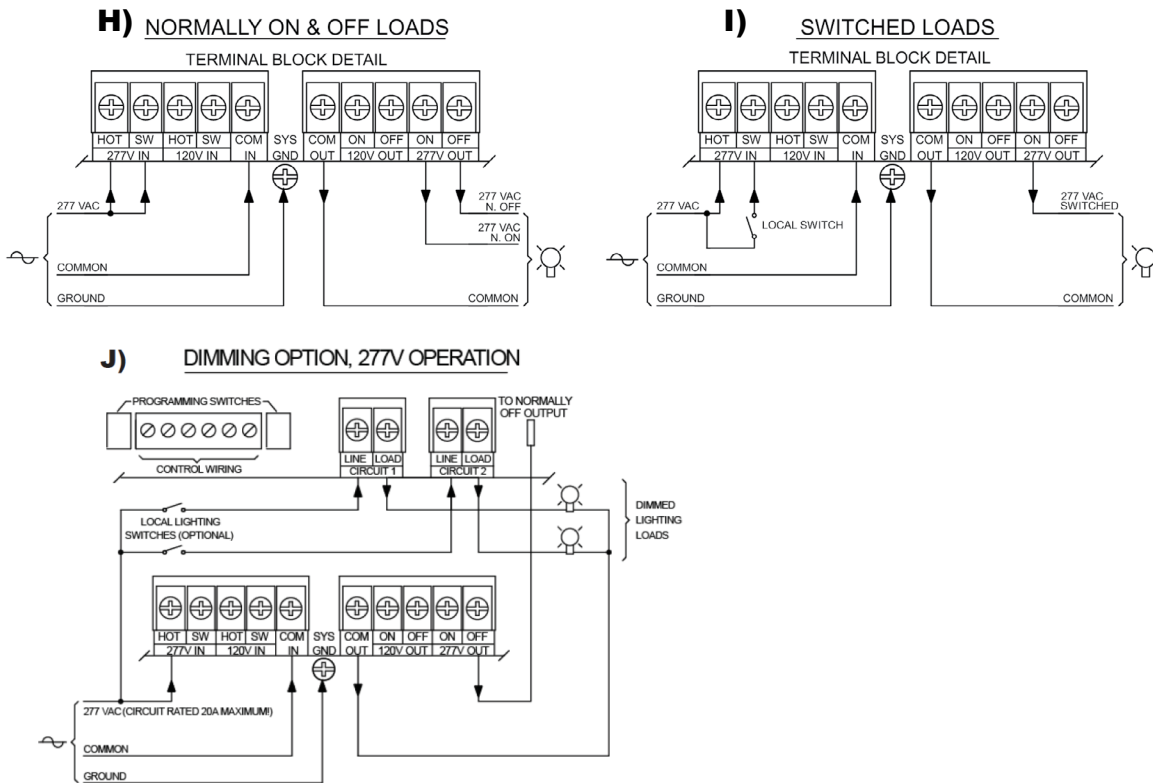 H) NORMALLY ON & OFF LOADS
TERMINAL BLOCK DETAIL
HOT SW HOT SW COM SYS COM ON OFF ON OFF
277V IN 120V IN IN GND OUT 120V OUT 277V OUT
277 VAC
277 VAC
N. OFF
277 VAC
N. ON
COMMON
GROUND
COMMON
I) SWITCHED LOADS
TERMINAL BLOCK DETAIL
HOT SW HOT SW COM SYS COM ON OFF ON OFF
277V IN 120V IN IN GND OUT 120V OUT 277V OUT
277 VAC
277 VAC
SWITCHED
LOCAL SWITCH
COMMON
GROUND
COMMON
J) DIMMING OPTION, 277V OPERATION
PROGRAMMING SWITCHES
CONTROL WIRING
TO NORMALLY
OFF OUTPUT
LINE LOAD LINE LOAD
CIRCUIT 1 CIRCUIT 2
LOCAL LIGHTING
SWITCHES (OPTIONAL)
DIMMED
LIGHTING
LOADS
HOT SW HOT SW COM SYS COM ON OFF ON OFF
277V IN 120V IN IN GND OUT 120V OUT 277V OUT
277 VAC (CIRCUIT RATED 20A MAXIMUM!)
COMMON
GROUND